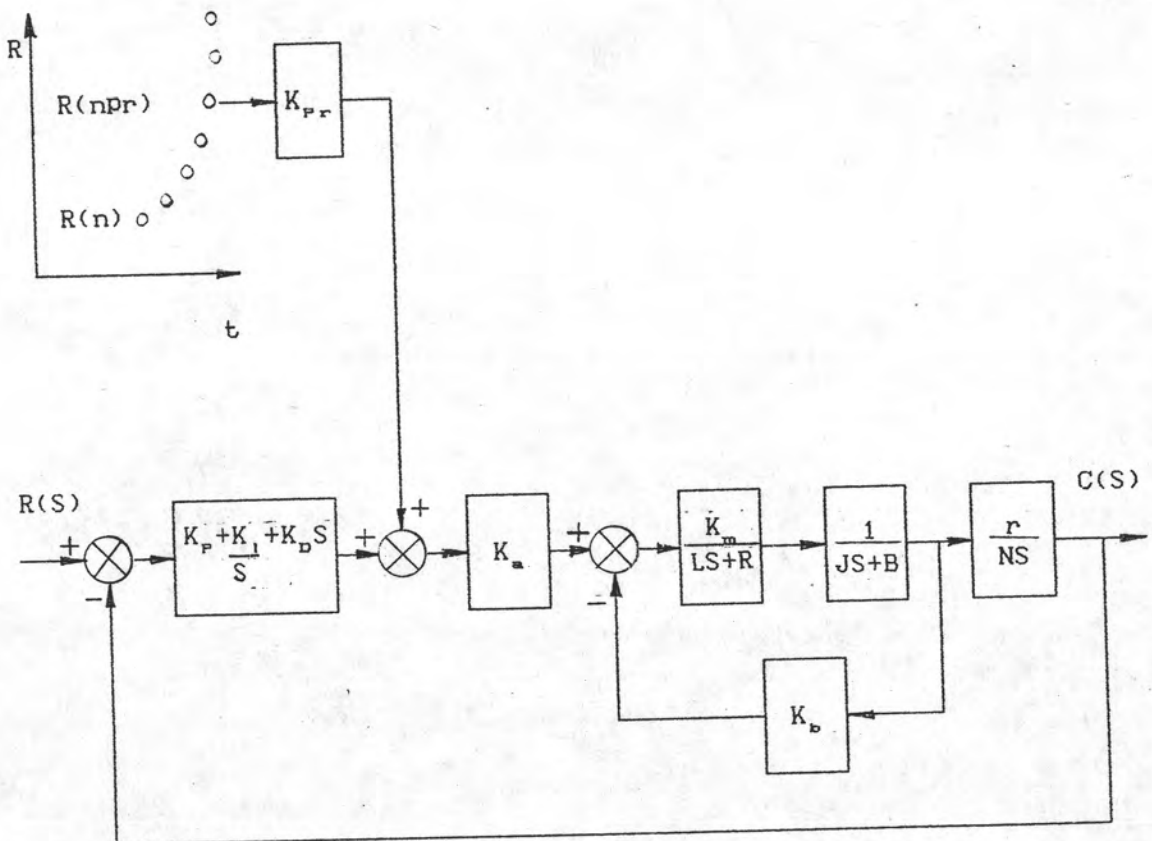 R
R(npr)
K_pr
R(n)
t
R(S)
+
-
K_P+K_I+K_D S
S
+
+
K_a
+
-
K_m
LS+R
1
JS+B
r
NS
C(S)
K_b